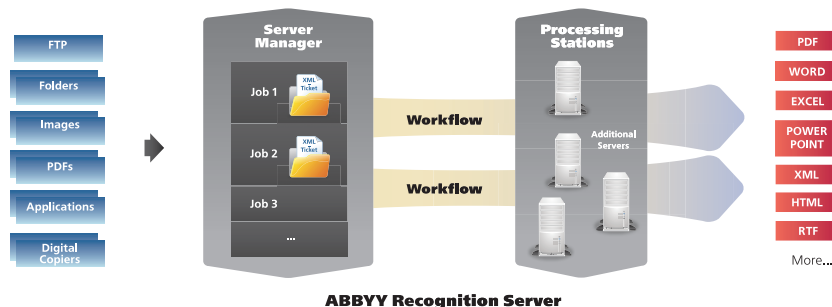 FTP
Folders
Images
PDFs
Applications
Digital
Copiers
Server
Manager
Job 1
XML-
Ticket
Job 2
XML-
Ticket
Job 3
...
Workflow
Workflow
Processing
Stations
Additional
Servers
PDF
WORD
EXCEL
POWER
POINT
XML
HTML
RTF
More...
ABBYY Recognition Server